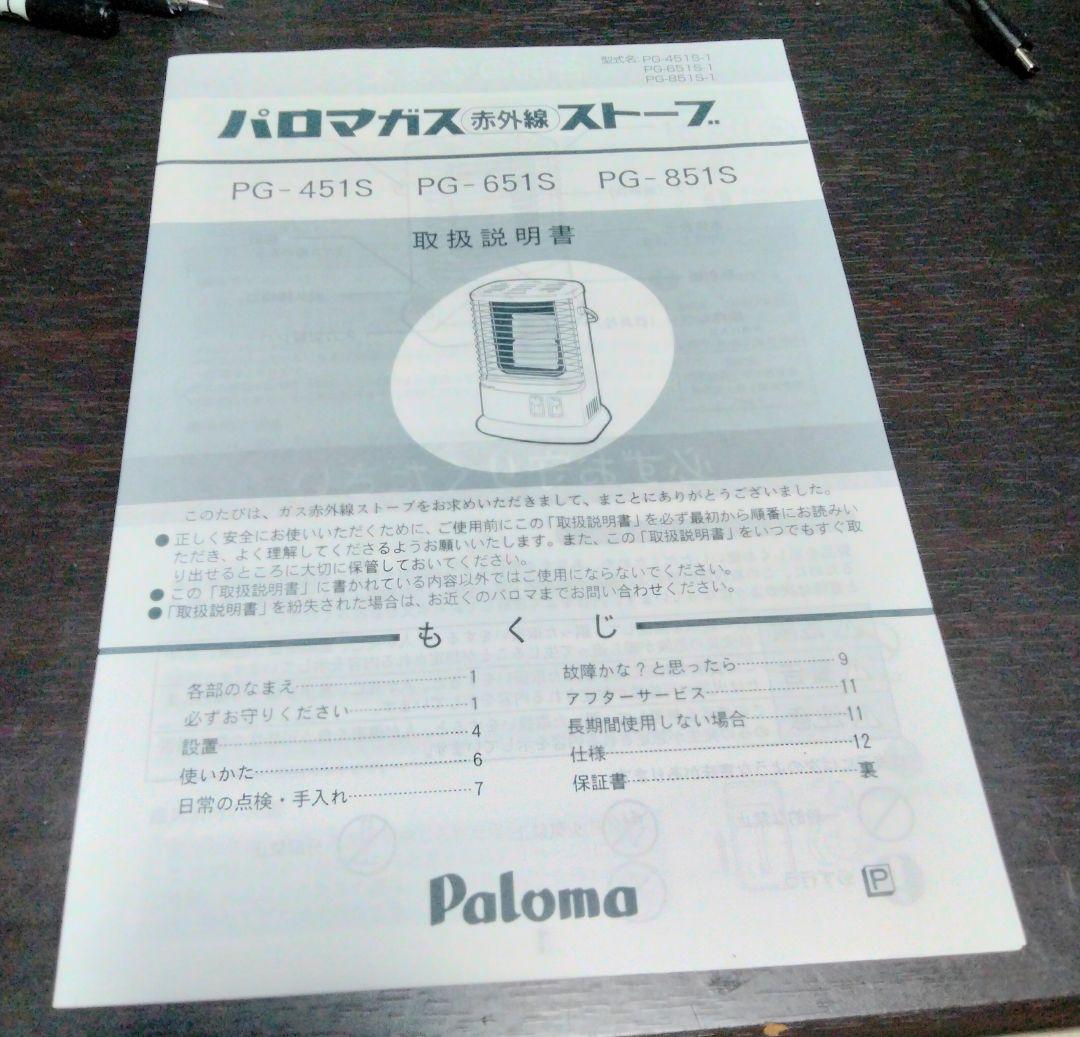 型式名:PG-451S-1
PG-651S-1
PG-851S-1
パロマガス赤外線ストーブ
PG-451S PG-651S PG-851S
取扱説明書
このたびは、ガス赤外線ストーブをお求めいただきまして、まことにありがとうございました。
●正しく安全にお使いいただくために、ご使用前にこの「取扱説明書」を必ず最初から順番にお読みい
ただき、よく理解してくださるようお願いいたします。また、この「取扱説明書」をいつでもすぐ取
り出せるところに大切に保管しておいてください。
●この「取扱説明書」に書かれている内容以外ではご使用にならないでください。
●「取扱説明書」を紛失された場合は、お近くのパロマまでお問い合わせください。
もくじ
各部のなまえ 1
必ずお守りください 1
設置 4
使いかた 6
日常の点検・手入れ 7
故障かな?と思ったら 9
アフターサービス 11
長期間使用しない場合 11
仕様 12
保証書 裏
Paloma
P